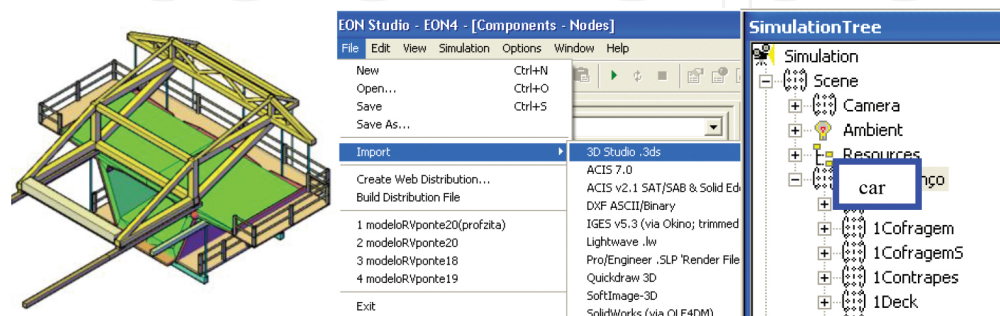 EON Studio - EON4 - [Components - Nodes]
File Edit View Simulation Options Window Help
New Ctrl+N
Open... Ctrl+O
Save Ctrl+S
Save As...
Import
Create Web Distribution...
Build Distribution File
1 modeloRVponte20(profzita)
2 modeloRVponte20
3 modeloRVponte18
4 modeloRVponte19
Exit
3D Studio .3ds
ACIS 7.0
ACIS v2.1 SAT/SAB & Solid Ed
DXF ASCII/Binary
IGES v5.3 (via Okino; trimmed
Lightwave .lw
Pro/Engineer .SLP 'Render File
Quickdraw 3D
SoftImage-3D
SolidWorks (via OLE4DM)
SimulationTree
Simulation
Scene
Camera
Ambient
Resources
car nço
1Cofragem
1CofragemS
1Contrapes
1Deck